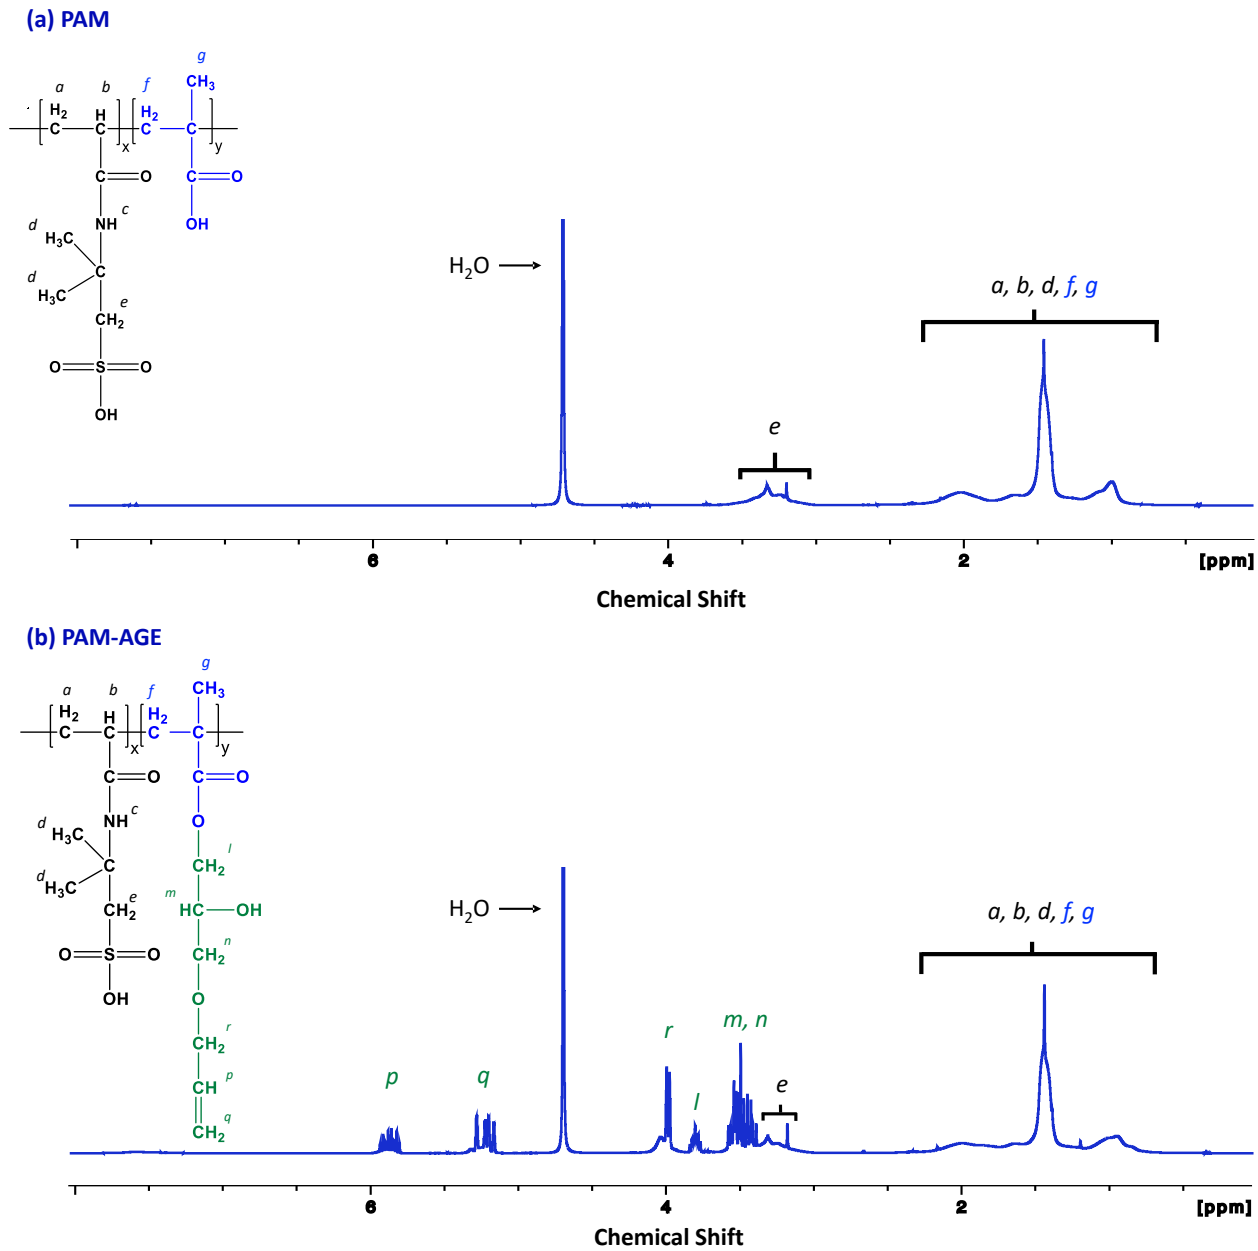 (a) PAM
g
a b f CH₃
H₂ H H₂
C C C C
x y
C O C O
NH c OH
d H₃C
C
d H₃C e
CH₂
O S O
OH
H₂O
e
a, b, d, f, g
6 4 2 [ppm]
Chemical Shift
(b) PAM-AGE
g
a b f CH₃
H₂ H H₂
C C C C
x y
C O C O
NH c O
d H₃C l
C CH₂
d H₃C e m
CH₂ HC OH
n
O S O CH₂
OH O
r
CH₂
p
CH
q
CH₂
H₂O
p
q
r
l
m, n
e
a, b, d, f, g
6 4 2 [ppm]
Chemical Shift